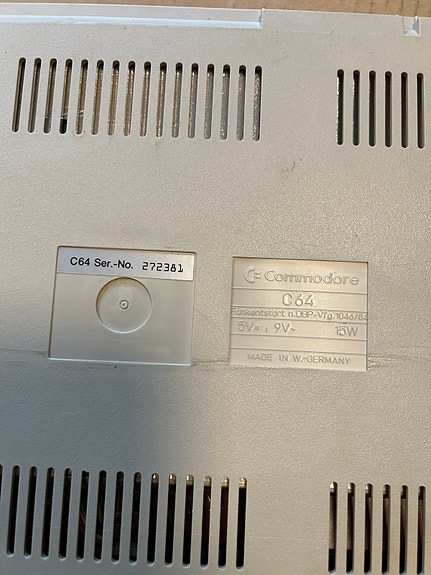 C64 Ser.-No. 272381
Commodore
C64
Funkentstört n.DBP-Vfg.1046/84
5V⎓, 9V~ 15W
MADE IN W.-GERMANY